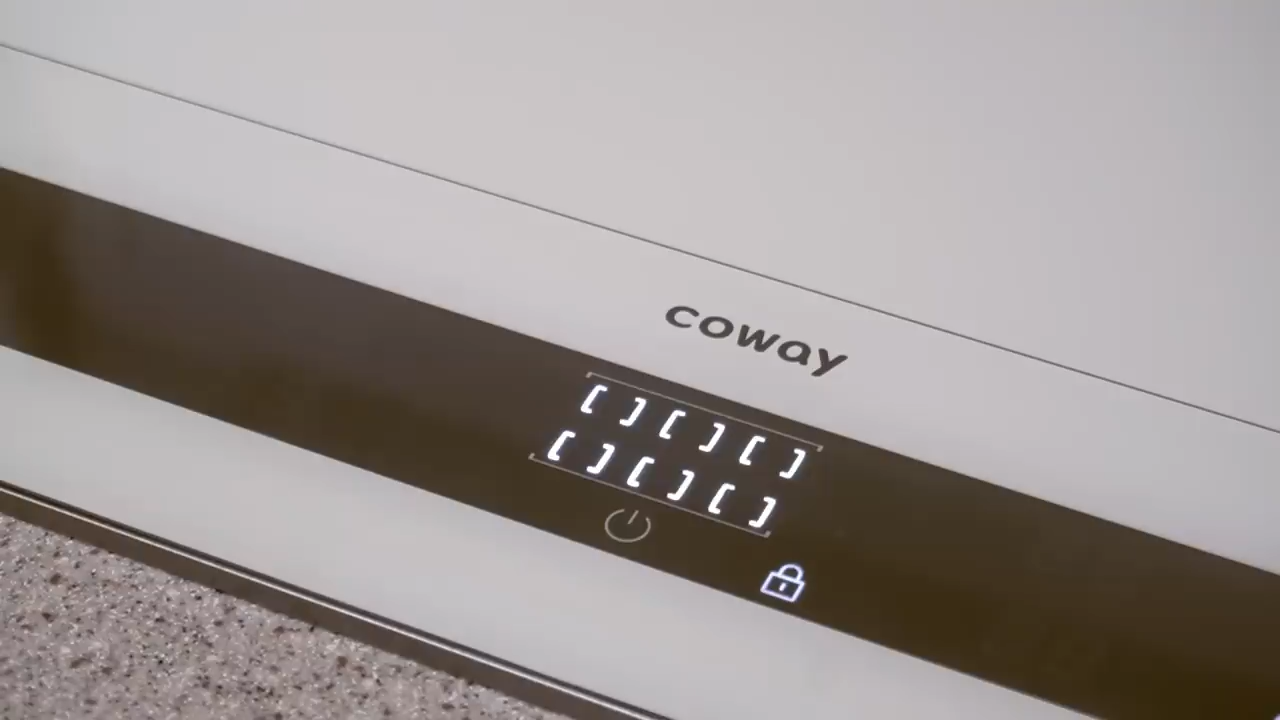 coway
[ ] [ ] [ ]
[ ] [ ] [ ]